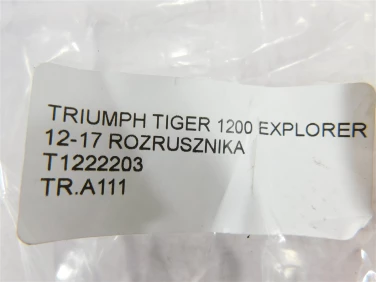 TRIUMPH TIGER 1200 EXPLORER
12-17 ROZRUSZNIKA
T1222203
TR.A111